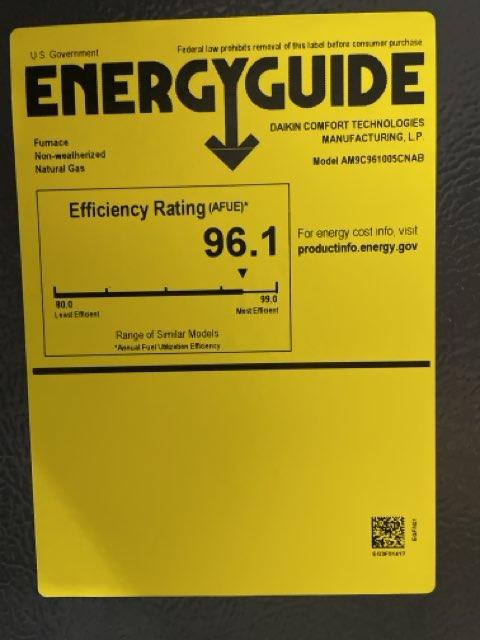 U.S. Government
Federal law prohibits removal of this label before consumer purchase
ENERGYGUIDE
Furnace
Non-weatherized
Natural Gas
DAIKIN COMFORT TECHNOLOGIES
MANUFACTURING, L.P.
Model AM9C961005CNAB
Efficiency Rating (AFUE)*
96.1
For energy cost info, visit
productinfo.energy.gov
80.0
99.0
Least Efficient
Most Efficient
Range of Similar Models
*Annual Fuel Utilization Efficiency